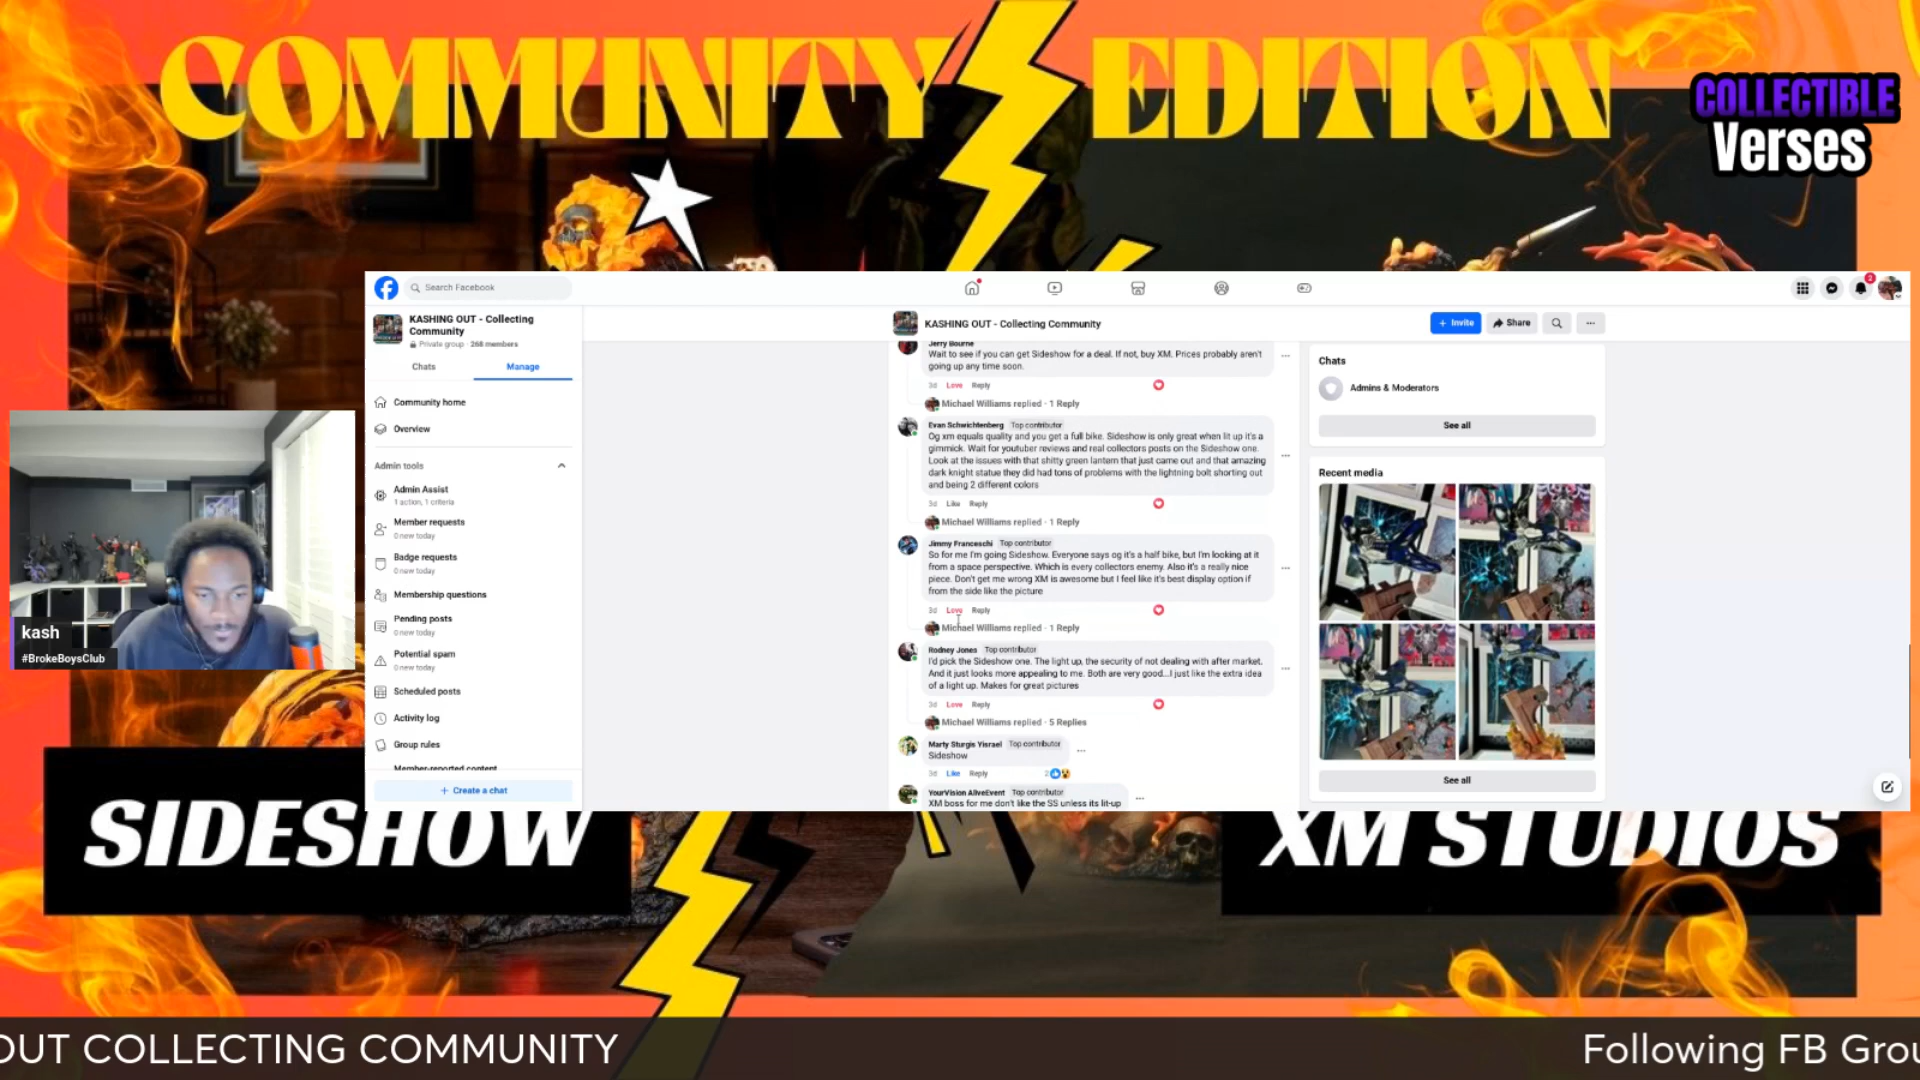 COMMUNITY EDITION
COLLECTIBLE
Verses
Search Facebook
2
KASHING OUT - Collecting
Community
Private group · 268 members
Chats
Manage
Community home
Overview
Admin tools
Admin Assist
1 action, 1 criteria
Member requests
0 new today
Badge requests
0 new today
Membership questions
Pending posts
0 new today
Potential spam
0 new today
Scheduled posts
Activity log
Group rules
Member-reported content
+ Create a chat
KASHING OUT - Collecting Community
+ Invite
Share
Jerry Bourne
Wait to see if you can get Sideshow for a deal. If not, buy XM. Prices probably aren't
going up any time soon.
3d Love Reply
Michael Williams replied · 1 Reply
Evan Schwichtenberg Top contributor
Og xm equals quality and you get a full bike. Sideshow is only great when lit up it's a
gimmick. Wait for youtuber reviews and real collectors posts on the Sideshow one.
Look at the issues with that shitty green lantern that just came out and that amazing
dark knight statue they did had tons of problems with the lightning bolt shorting out
and being 2 different colors
3d Like Reply
Michael Williams replied · 1 Reply
Jimmy Franceschi Top contributor
So for me I'm going Sideshow. Everyone says og it's a half bike, but I'm looking at it
from a space perspective. Which is every collectors enemy. Also it's a really nice
piece. Don't get me wrong XM is awesome but I feel like it's best display option if
from the side like the picture
3d Love Reply
Michael Williams replied · 1 Reply
Rodney Jones Top contributor
I'd pick the Sideshow one. The light up, the security of not dealing with after market.
And it just looks more appealing to me. Both are very good...I just like the extra idea
of a light up. Makes for great pictures
3d Love Reply
Michael Williams replied · 5 Replies
Marty Sturgis Yisrael Top contributor
Sideshow
3d Like Reply 2
YourVision AliveEvent Top contributor
XM boss for me don't like the SS unless its lit-up
Chats
Admins & Moderators
See all
Recent media
See all
kash
#BrokeBoysClub
SIDESHOW
XM STUDIOS
OUT COLLECTING COMMUNITY
Following FB Grou